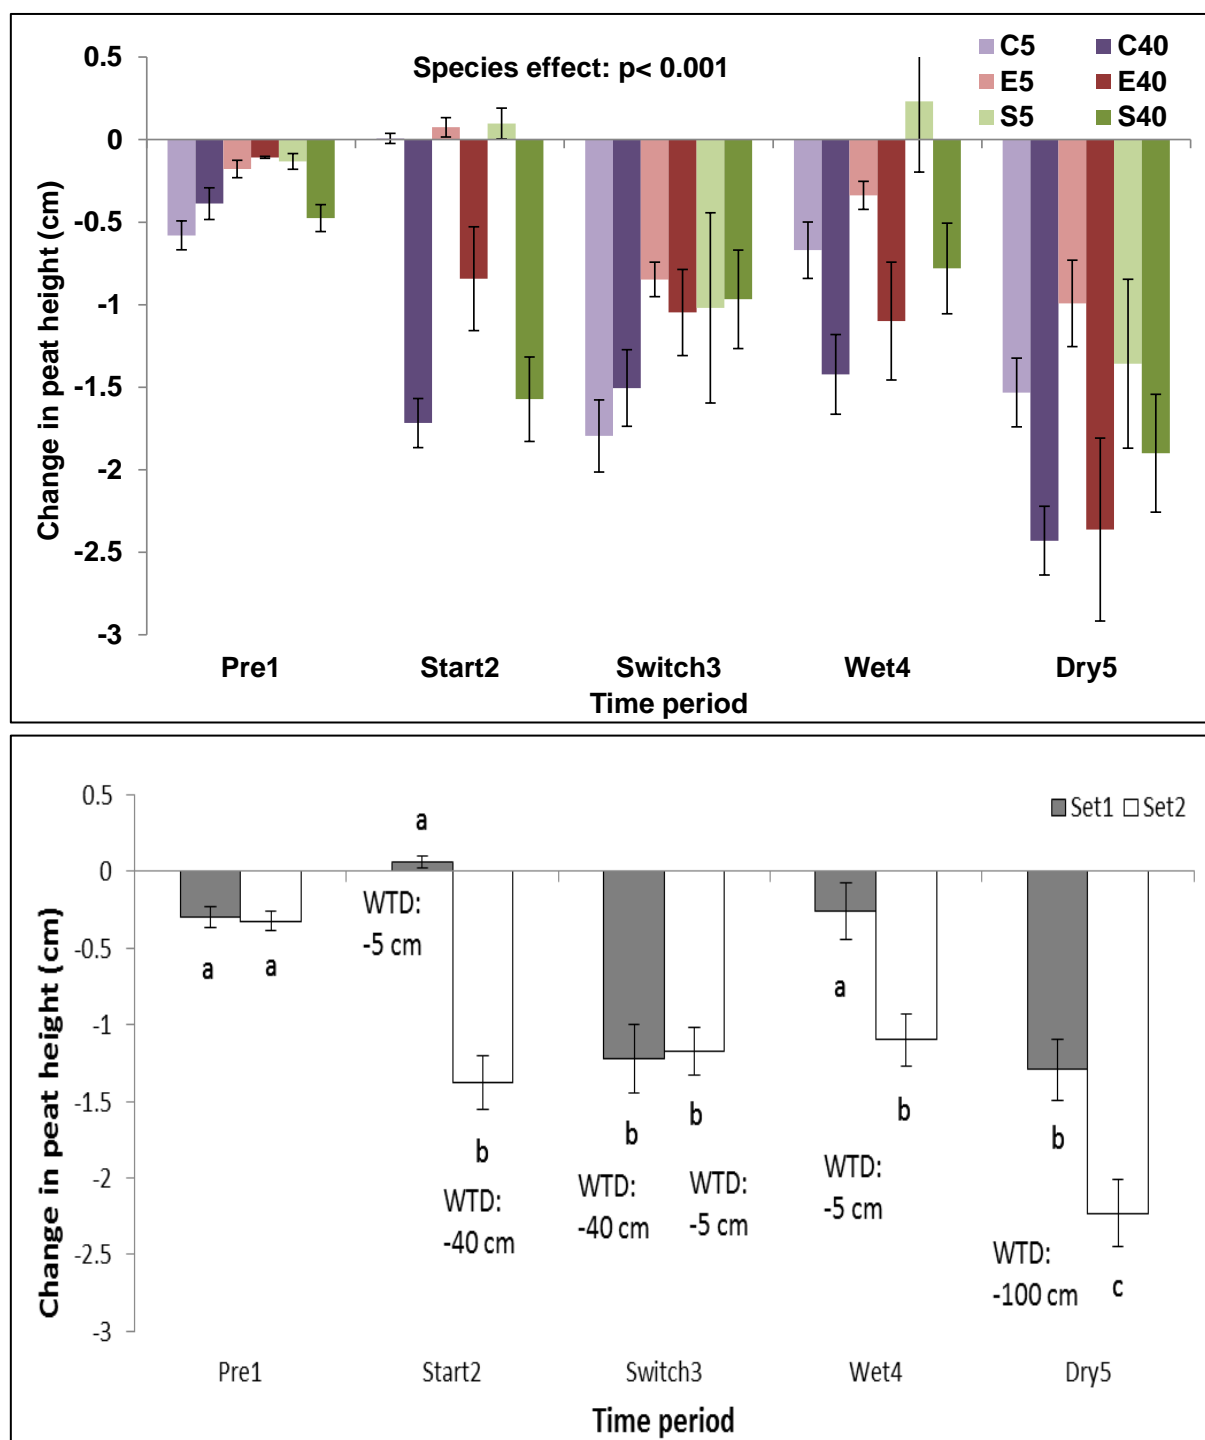 0.5
0
-0.5
-1
-1.5
-2
-2.5
-3
Change in peat height (cm)
Species effect: p< 0.001
C5 C40
E5 E40
S5 S40
Pre1 Start2 Switch3 Wet4 Dry5
Time period
0.5
0
-0.5
-1
-1.5
-2
-2.5
-3
Change in peat height (cm)
Set1 Set2
a
WTD:
-5 cm
a a
a
b
WTD:
-40 cm
b
WTD:
-40 cm
b
WTD:
-5 cm
b
WTD:
-5 cm
b
WTD:
-100 cm
c
Pre1 Start2 Switch3 Wet4 Dry5
Time period